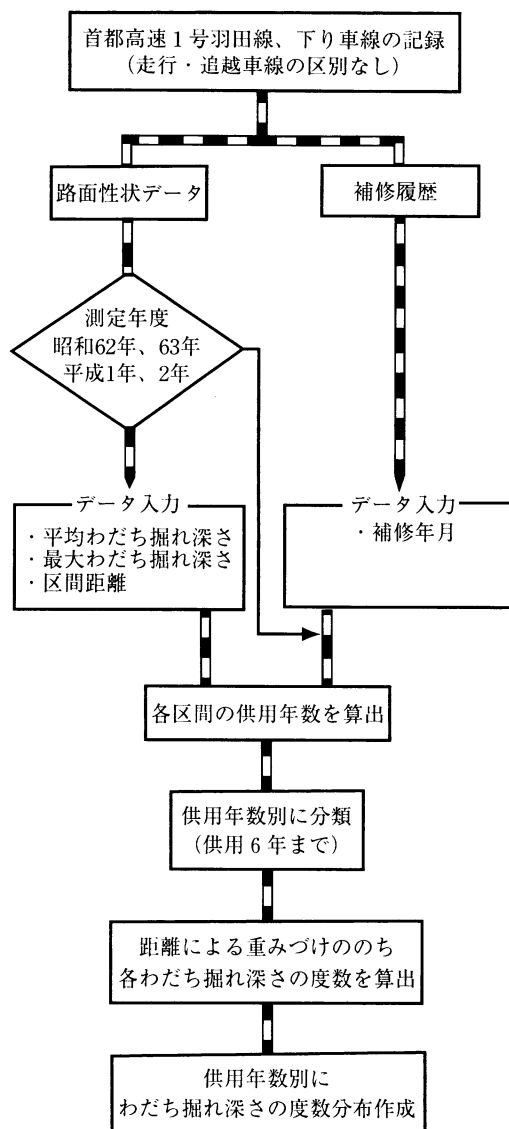 首都高速1号羽田線、下り車線の記録
（走行・追越車線の区別なし）
路面性状データ
補修履歴
測定年度
昭和62年、63年
平成1年、2年
データ入力
・平均わだち掘れ深さ
・最大わだち掘れ深さ
・区間距離
データ入力
・補修年月
各区間の供用年数を算出
供用年数別に分類
（供用6年まで）
距離による重みづけののち
各わだち掘れ深さの度数を算出
供用年数別に
わだち掘れ深さの度数分布作成